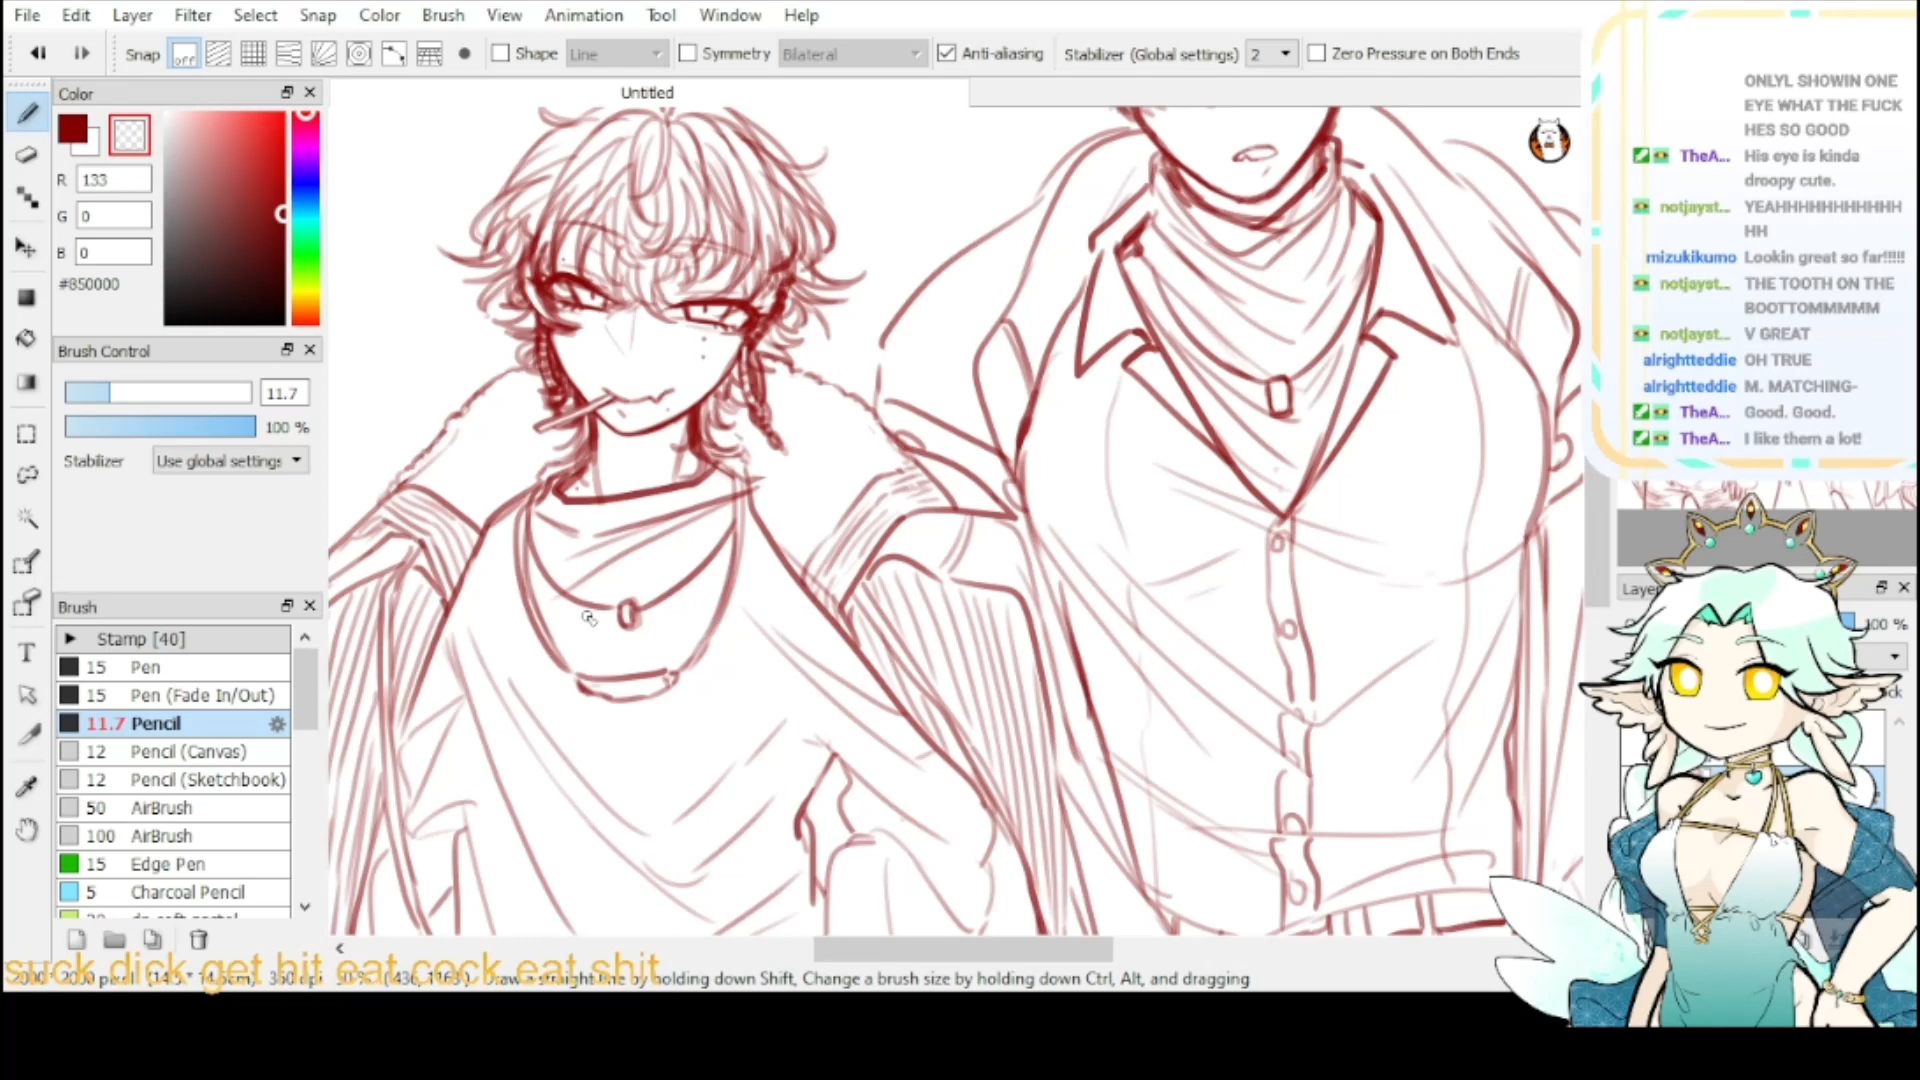 File Edit Layer Filter Select Snap Color Brush View Animation Tool Window Help
Snap off Shape Line Symmetry Bilateral Anti-aliasing Stabilizer (Global settings) 2 Zero Pressure on Both Ends
Color
Untitled
R 133
G 0
B 0
#850000
Brush Control
11.7
100 %
Stabilizer Use global settings
Brush
Stamp [40]
15 Pen
15 Pen (Fade In/Out)
11.7 Pencil
12 Pencil (Canvas)
12 Pencil (Sketchbook)
50 AirBrush
100 AirBrush
15 Edge Pen
5 Charcoal Pencil
T
ONLYL SHOWIN ONE
EYE WHAT THE FUCK
HES SO GOOD
TheA... His eye is kinda
droopy cute.
notjayst... YEAHHHHHHHHHHH
HH
mizukikumo Lookin great so far!!!!!
notjayst... THE TOOTH ON THE
BOOTTOMMMMM
notjayst... V GREAT
alrightteddie OH TRUE
alrightteddie M. MATCHING-
TheA... Good. Good.
TheA... I like them a lot!
100 %
suck dick get hit eat cock eat shit
holding down Shift, Change a brush size by holding down Ctrl, Alt, and dragging